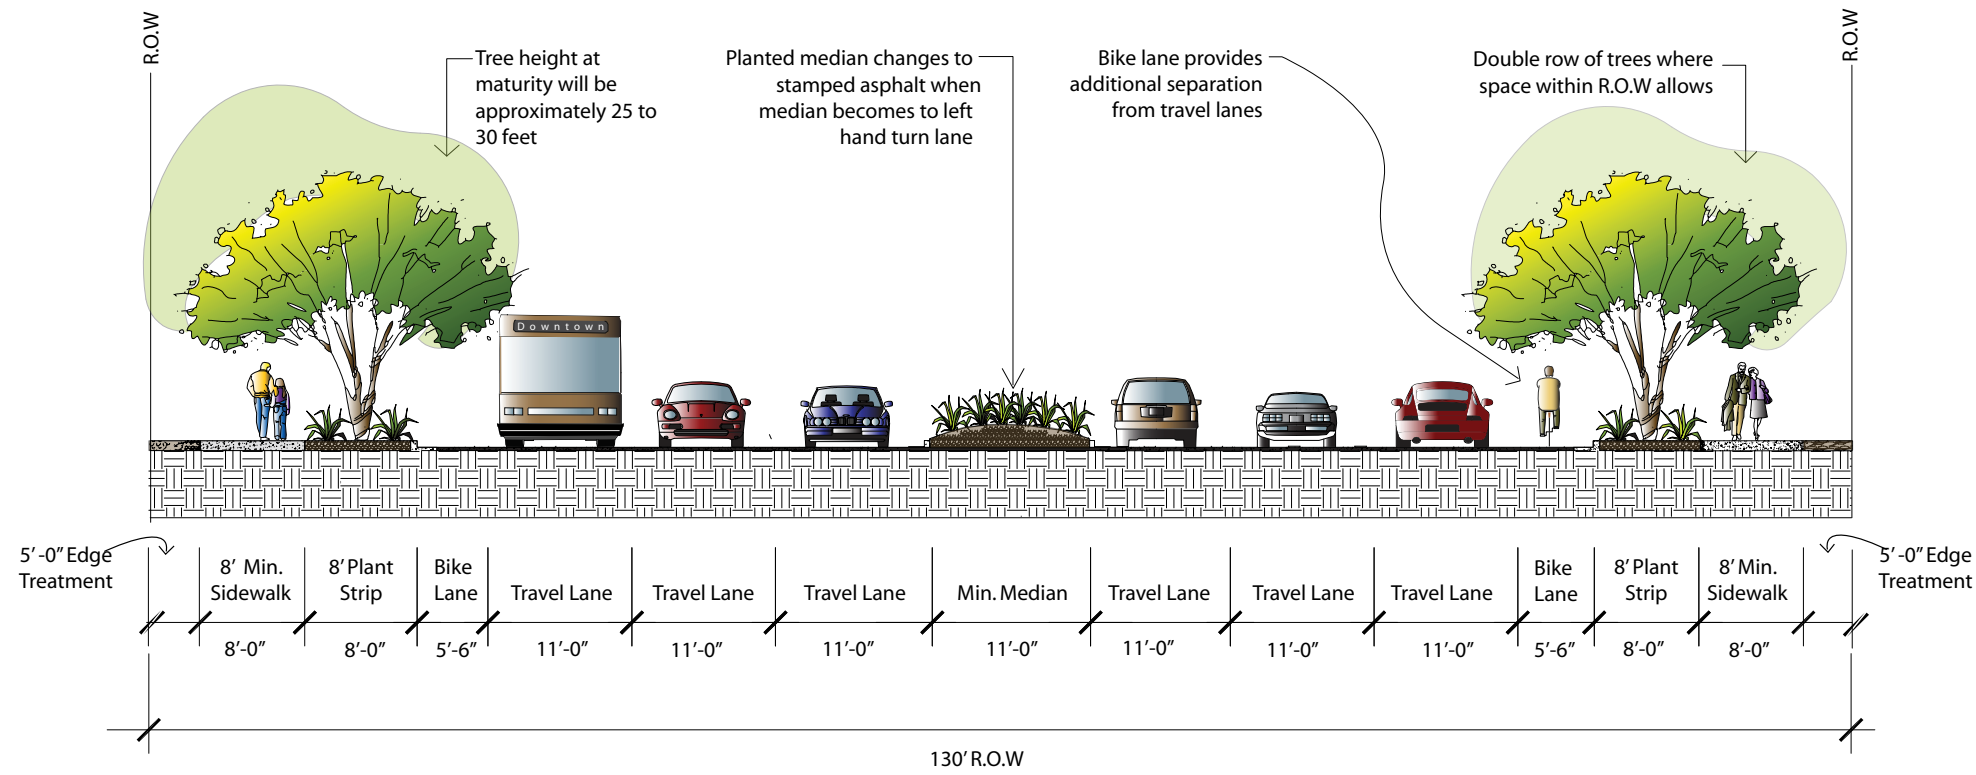 R.O.W
R.O.W
Tree height at
maturity will be
approximately 25 to
30 feet
Planted median changes to
stamped asphalt when
median becomes to left
hand turn lane
Bike lane provides
additional separation
from travel lanes
Double row of trees where
space within R.O.W allows
Downtown
5'-0" Edge
Treatment
8' Min.
Sidewalk
8' Plant
Strip
Bike
Lane
Travel Lane
Travel Lane
Travel Lane
Min. Median
Travel Lane
Travel Lane
Travel Lane
Bike
Lane
8' Plant
Strip
8' Min.
Sidewalk
5'-0" Edge
Treatment
8'-0"
8'-0"
5'-6"
11'-0"
11'-0"
11'-0"
11'-0"
11'-0"
11'-0"
11'-0"
5'-6"
8'-0"
8'-0"
130' R.O.W